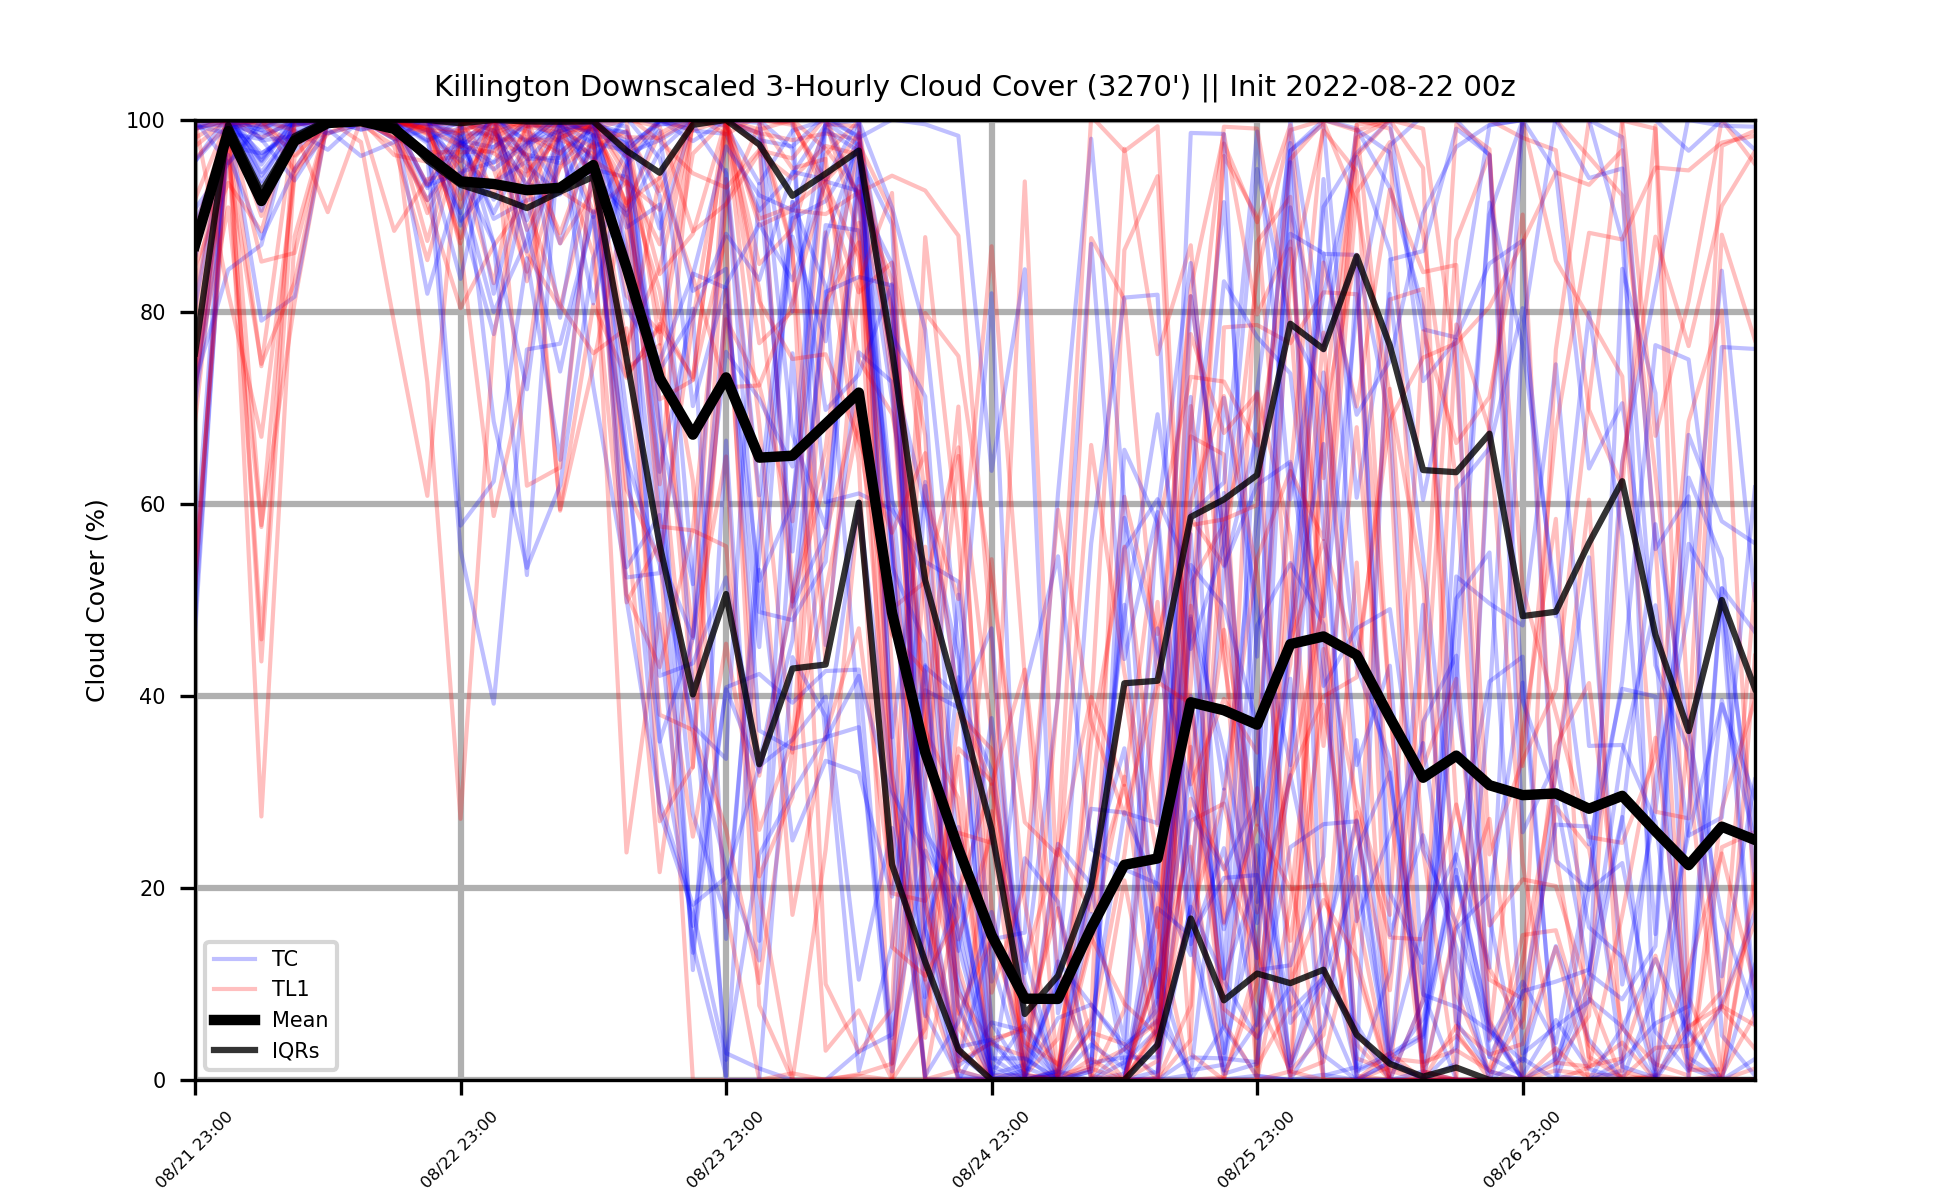 Killington Downscaled 3-Hourly Cloud Cover (3270') || Init 2022-08-22 00z
Cloud Cover (%)
100
80
60
40
20
0
TC
TL1
Mean
IQRs
08/21 23:00
08/22 23:00
08/23 23:00
08/24 23:00
08/25 23:00
08/26 23:00